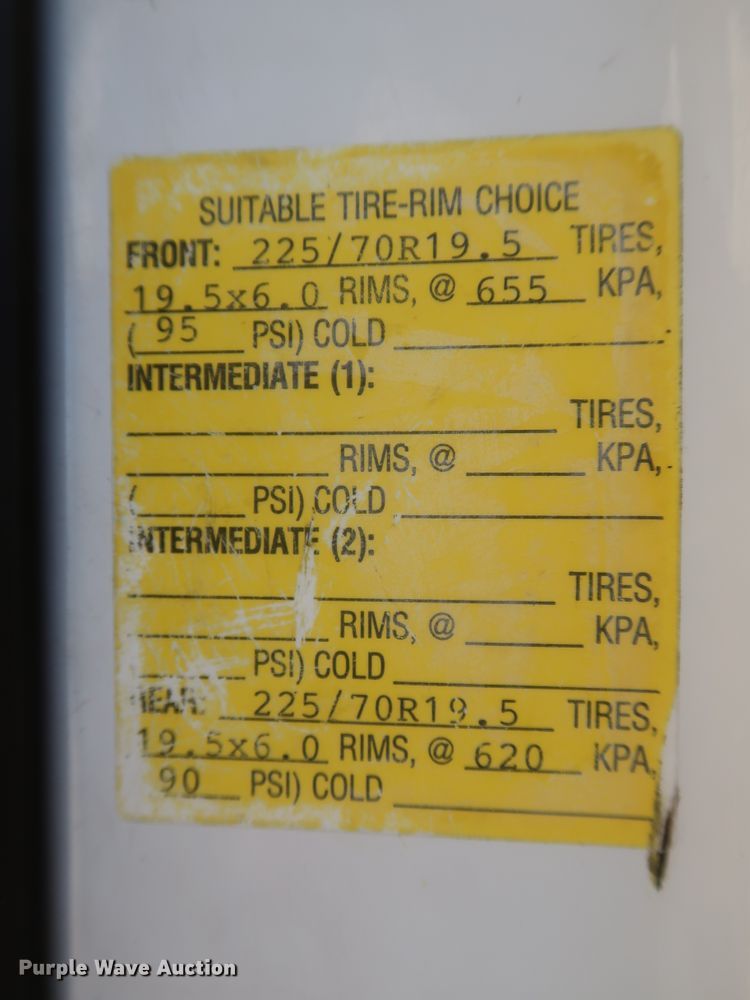 SUITABLE TIRE-RIM CHOICE
FRONT: 225/70R19.5 TIRES,
19.5x6.0 RIMS, @ 655 KPA,
( 95 PSI) COLD
INTERMEDIATE (1):
TIRES,
RIMS, @ KPA,
( PSI) COLD
INTERMEDIATE (2):
TIRES,
RIMS, @ KPA,
PSI) COLD
REAR: 225/70R19.5 TIRES,
19.5x6.0 RIMS, @ 620 KPA,
90 PSI) COLD
Purple Wave Auction